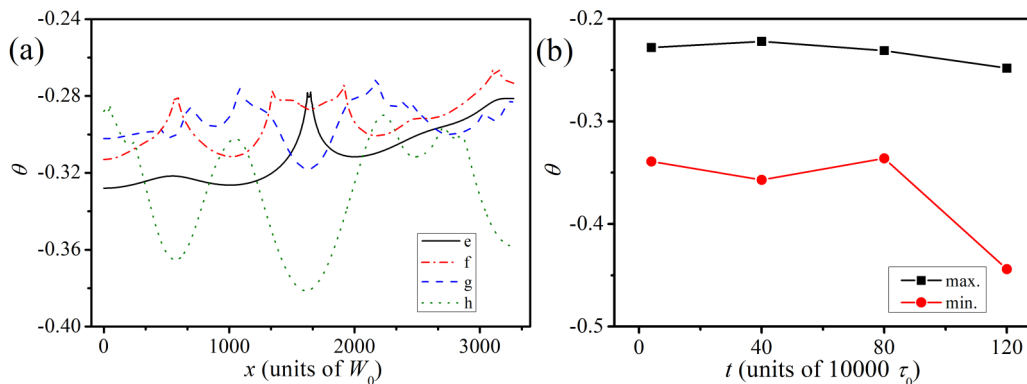 (a)
θ
-0.24
-0.28
-0.32
-0.36
-0.40
0 1000 2000 3000
x (units of W₀)
e
f
g
h
(b)
θ
-0.2
-0.3
-0.4
-0.5
0 40 80 120
t (units of 10000 τ₀)
max.
min.